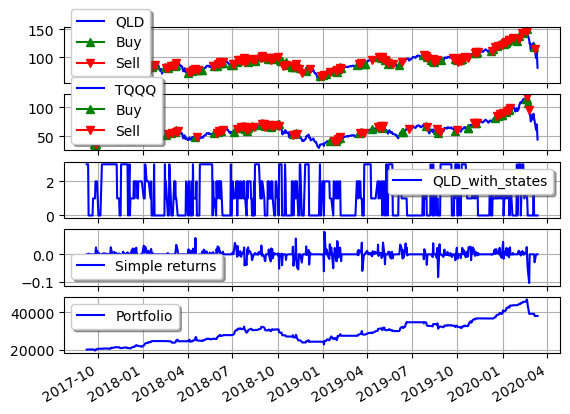 QLD
Buy
Sell
150
100
TQQQ
Buy
Sell
100
50
QLD_with_states
2
0
Simple returns
0.0
−0.1
Portfolio
40000
20000
2017-10 2018-01 2018-04 2018-07 2018-10 2019-01 2019-04 2019-07 2019-10 2020-01 2020-04